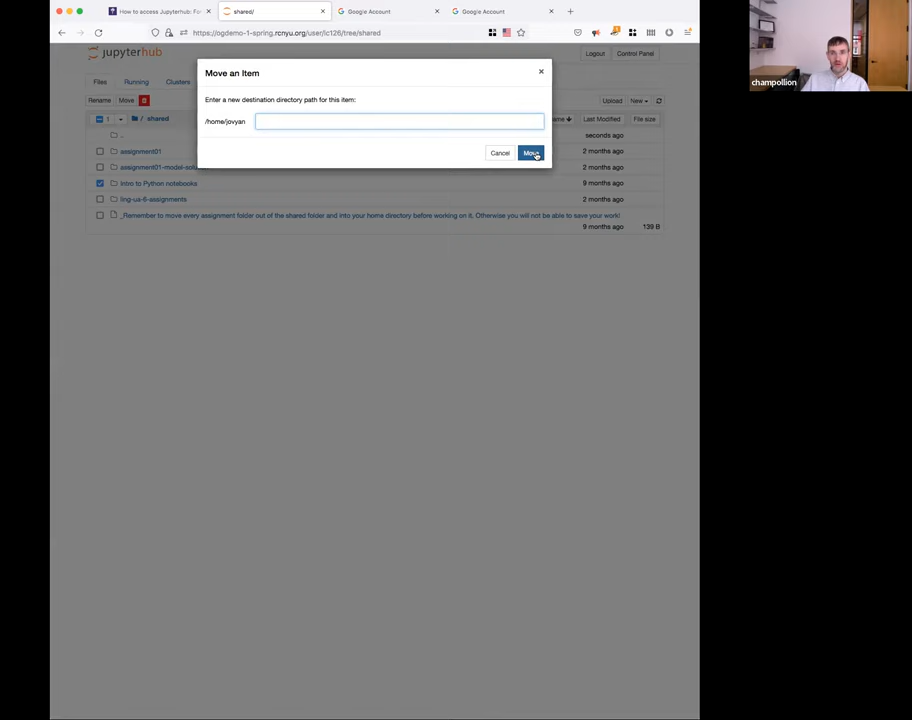 How to access Jupyterhub: For
shared/
Google Account
Google Account
https://ogdemo-1-spring.rcnyu.org/user/lc126/tree/shared
jupyterhub
Logout
Control Panel
champollion
Move an Item
Enter a new destination directory path for this item:
/home/jovyan
Cancel
Move
Files
Running
Clusters
Rename
Move
Upload
New
1
/ shared
Last Modified
File size
..
seconds ago
assignment01
2 months ago
2 months ago
Intro to Python notebooks
9 months ago
ling-ua-6-assignments
2 months ago
_Remember to move every assignment folder out of the shared folder and into your home directory before working on it. Otherwise you will not be able to save your work!
9 months ago
139 B